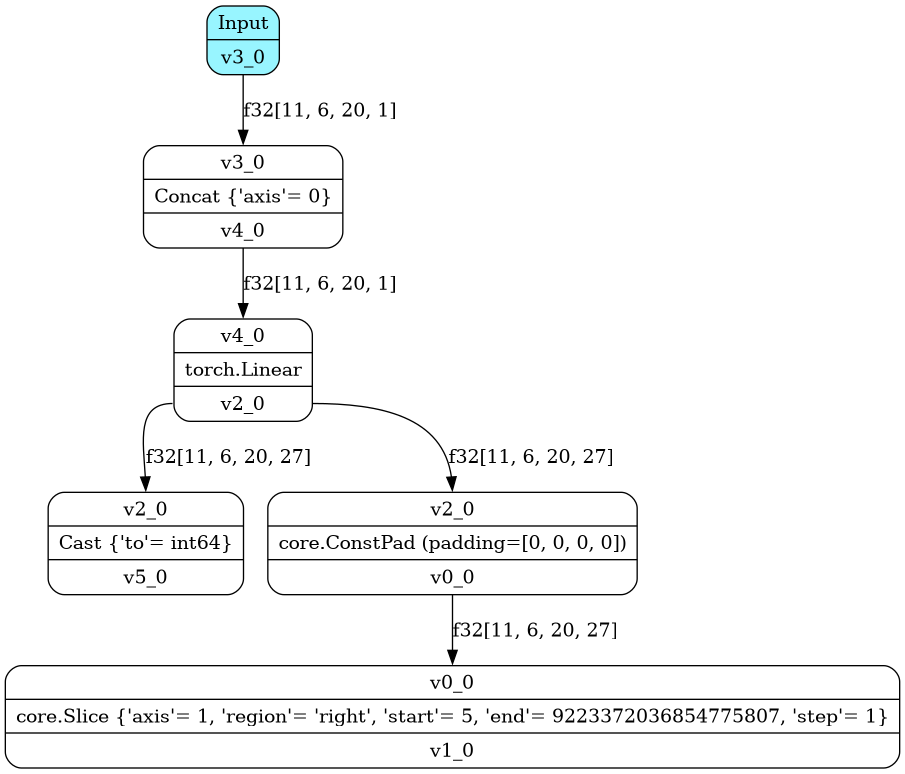 Input
v3_0
f32[11, 6, 20, 1]
v3_0
Concat {'axis'= 0}
v4_0
f32[11, 6, 20, 1]
v4_0
torch.Linear
v2_0
f32[11, 6, 20, 27]
f32[11, 6, 20, 27]
v2_0
Cast {'to'= int64}
v5_0
v2_0
core.ConstPad (padding=[0, 0, 0, 0])
v0_0
f32[11, 6, 20, 27]
v0_0
core.Slice {'axis'= 1, 'region'= 'right', 'start'= 5, 'end'= 9223372036854775807, 'step'= 1}
v1_0